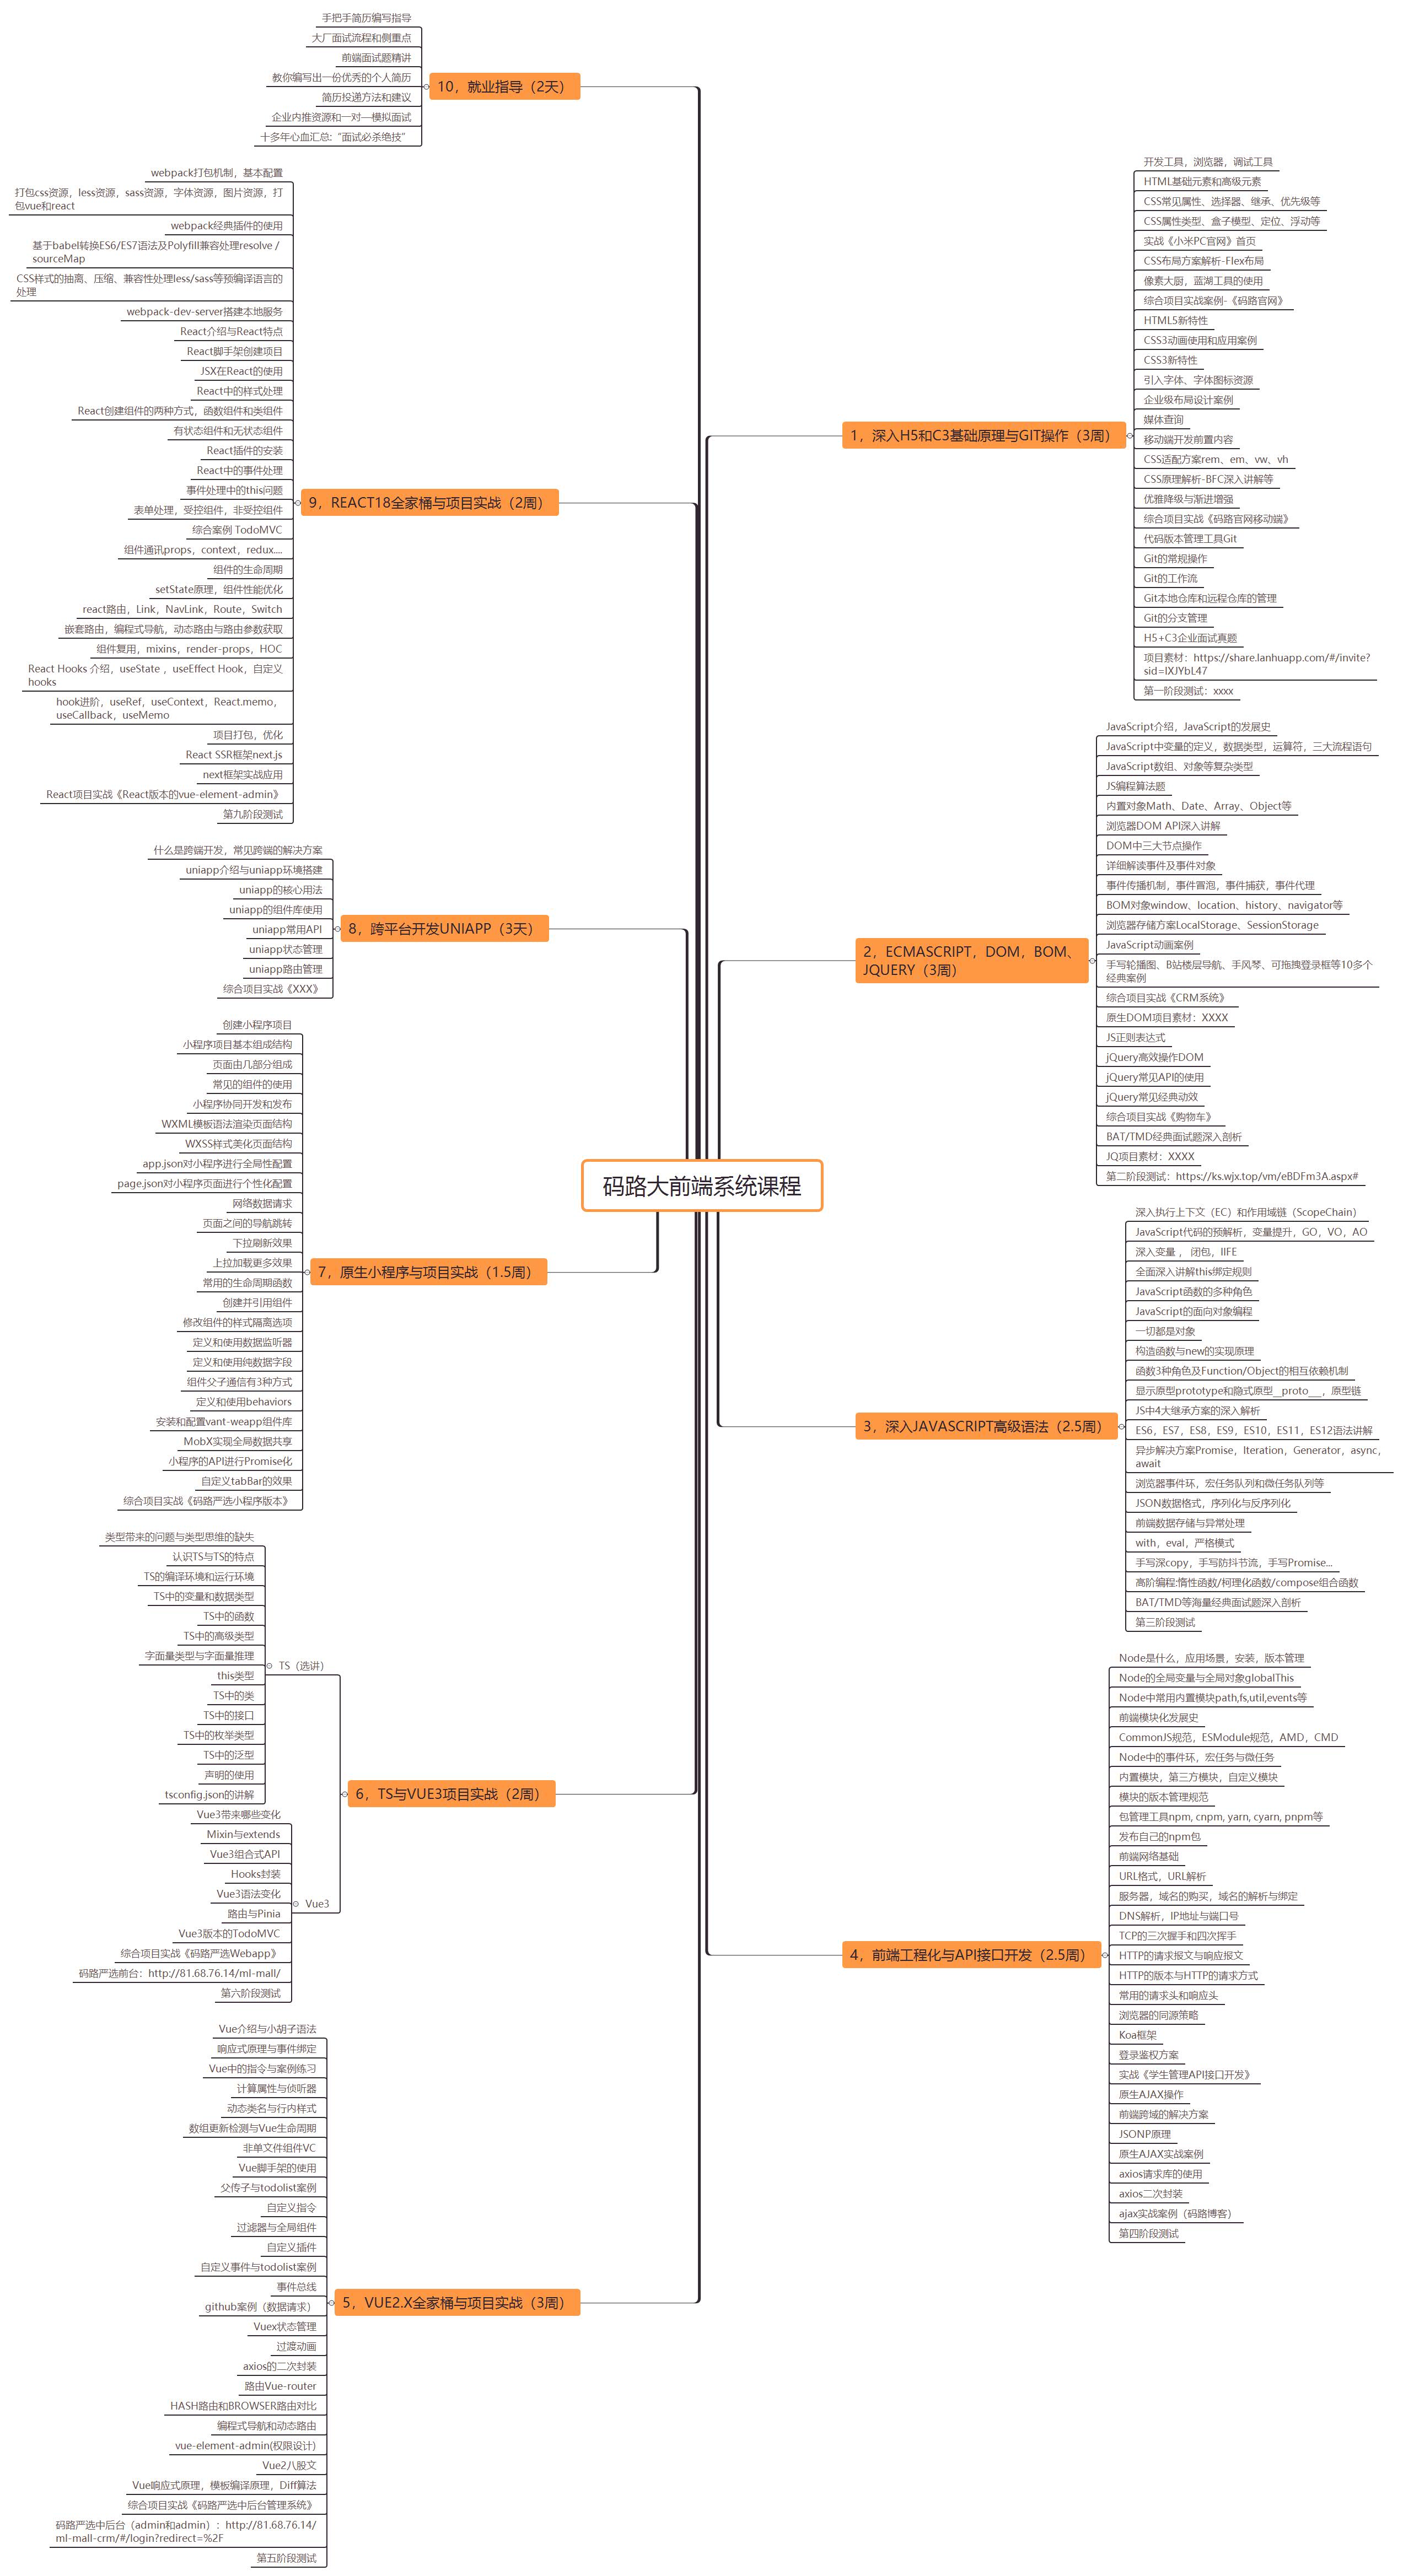 码路大前端系统课程
1，深入H5和C3基础原理与GIT操作（3周）
开发工具，浏览器，调试工具
HTML基础元素和高级元素
CSS常见属性、选择器、继承、优先级等
CSS属性类型、盒子模型、定位、浮动等
实战《小米PC官网》首页
CSS布局方案解析-Flex布局
像素大厨，蓝湖工具的使用
综合项目实战案例-《码路官网》
HTML5新特性
CSS3动画使用和应用案例
CSS3新特性
引入字体、字体图标资源
企业级布局设计案例
媒体查询
移动端开发前置内容
CSS适配方案rem、em、vw、vh
CSS原理解析-BFC深入讲解等
优雅降级与渐进增强
综合项目实战《码路官网移动端》
代码版本管理工具Git
Git的常规操作
Git的工作流
Git本地仓库和远程仓库的管理
Git的分支管理
H5+C3企业面试真题
项目素材：https://share.lanhuapp.com/#/invite?
sid=lXJYbL47
第一阶段测试：xxxx
2，ECMASCRIPT，DOM，BOM、
JQUERY（3周）
JavaScript介绍，JavaScript的发展史
JavaScript中变量的定义，数据类型，运算符，三大流程语句
JavaScript数组、对象等复杂类型
JS编程算法题
内置对象Math、Date、Array、Object等
浏览器DOM API深入讲解
DOM中三大节点操作
详细解读事件及事件对象
事件传播机制，事件冒泡，事件捕获，事件代理
BOM对象window、location、history、navigator等
浏览器存储方案LocalStorage、SessionStorage
JavaScript动画案例
手写轮播图、B站楼层导航、手风琴、可拖拽登录框等10多个
经典案例
综合项目实战《CRM系统》
原生DOM项目素材：XXXX
JS正则表达式
jQuery高效操作DOM
jQuery常见API的使用
jQuery常见经典动效
综合项目实战《购物车》
BAT/TMD经典面试题深入剖析
JQ项目素材：XXXX
第二阶段测试：https://ks.wjx.top/vm/eBDFm3A.aspx#
3，深入JAVASCRIPT高级语法（2.5周）
深入执行上下文（EC）和作用域链（ScopeChain）
JavaScript代码的预解析，变量提升，GO，VO，AO
深入变量 ， 闭包，IIFE
全面深入讲解this绑定规则
JavaScript函数的多种角色
JavaScript的面向对象编程
一切都是对象
构造函数与new的实现原理
函数3种角色及Function/Object的相互依赖机制
显示原型prototype和隐式原型__proto__，原型链
JS中4大继承方案的深入解析
ES6，ES7，ES8，ES9，ES10，ES11，ES12语法讲解
异步解决方案Promise，Iteration，Generator，async，
await
浏览器事件环，宏任务队列和微任务队列等
JSON数据格式，序列化与反序列化
前端数据存储与异常处理
with，eval，严格模式
手写深copy，手写防抖节流，手写Promise...
高阶编程:惰性函数/柯理化函数/compose组合函数
BAT/TMD等海量经典面试题深入剖析
第三阶段测试
4，前端工程化与API接口开发（2.5周）
Node是什么，应用场景，安装，版本管理
Node的全局变量与全局对象globalThis
Node中常用内置模块path,fs,util,events等
前端模块化发展史
CommonJS规范，ESModule规范，AMD，CMD
Node中的事件环，宏任务与微任务
内置模块，第三方模块，自定义模块
模块的版本管理规范
包管理工具npm, cnpm, yarn, cyarn, pnpm等
发布自己的npm包
前端网络基础
URL格式，URL解析
服务器，域名的购买，域名的解析与绑定
DNS解析，IP地址与端口号
TCP的三次握手和四次挥手
HTTP的请求报文与响应报文
HTTP的版本与HTTP的请求方式
常用的请求头和响应头
浏览器的同源策略
Koa框架
登录鉴权方案
实战《学生管理API接口开发》
原生AJAX操作
前端跨域的解决方案
JSONP原理
原生AJAX实战案例
axios请求库的使用
axios二次封装
ajax实战案例（码路博客）
第四阶段测试
10，就业指导（2天）
手把手简历编写指导
大厂面试流程和侧重点
前端面试题精讲
教你编写出一份优秀的个人简历
简历投递方法和建议
企业内推资源和一对一模拟面试
十多年心血汇总:“面试必杀绝技”
9，REACT18全家桶与项目实战（2周）
webpack打包机制，基本配置
打包css资源，less资源，sass资源，字体资源，图片资源，打
包vue和react
webpack经典插件的使用
基于babel转换ES6/ES7语法及Polyfill兼容处理resolve /
sourceMap
CSS样式的抽离、压缩、兼容性处理less/sass等预编译语言的
处理
webpack-dev-server搭建本地服务
React介绍与React特点
React脚手架创建项目
JSX在React的使用
React中的样式处理
React创建组件的两种方式，函数组件和类组件
有状态组件和无状态组件
React插件的安装
React中的事件处理
事件处理中的this问题
表单处理，受控组件，非受控组件
综合案例 TodoMVC
组件通讯props，context，redux....
组件的生命周期
setState原理，组件性能优化
react路由，Link，NavLink，Route，Switch
嵌套路由，编程式导航，动态路由与路由参数获取
组件复用，mixins，render-props，HOC
React Hooks 介绍，useState ，useEffect Hook，自定义
hooks
hook进阶，useRef，useContext，React.memo，
useCallback，useMemo
项目打包，优化
React SSR框架next.js
next框架实战应用
React项目实战《React版本的vue-element-admin》
第九阶段测试
8，跨平台开发UNIAPP（3天）
什么是跨端开发，常见跨端的解决方案
uniapp介绍与uniapp环境搭建
uniapp的核心用法
uniapp的组件库使用
uniapp常用API
uniapp状态管理
uniapp路由管理
综合项目实战《XXX》
7，原生小程序与项目实战（1.5周）
创建小程序项目
小程序项目基本组成结构
页面由几部分组成
常见的组件的使用
小程序协同开发和发布
WXML模板语法渲染页面结构
WXSS样式美化页面结构
app.json对小程序进行全局性配置
page.json对小程序页面进行个性化配置
网络数据请求
页面之间的导航跳转
下拉刷新效果
上拉加载更多效果
常用的生命周期函数
创建并引用组件
修改组件的样式隔离选项
定义和使用数据监听器
定义和使用纯数据字段
组件父子通信有3种方式
定义和使用behaviors
安装和配置vant-weapp组件库
MobX实现全局数据共享
小程序的API进行Promise化
自定义tabBar的效果
综合项目实战《码路严选小程序版本》
6，TS与VUE3项目实战（2周）
TS（选讲）
类型带来的问题与类型思维的缺失
认识TS与TS的特点
TS的编译环境和运行环境
TS中的变量和数据类型
TS中的函数
TS中的高级类型
字面量类型与字面量推理
this类型
TS中的类
TS中的接口
TS中的枚举类型
TS中的泛型
声明的使用
tsconfig.json的讲解
Vue3
Vue3带来哪些变化
Mixin与extends
Vue3组合式API
Hooks封装
Vue3语法变化
路由与Pinia
Vue3版本的TodoMVC
综合项目实战《码路严选Webapp》
码路严选前台：http://81.68.76.14/ml-mall/
第六阶段测试
5，VUE2.X全家桶与项目实战（3周）
Vue介绍与小胡子语法
响应式原理与事件绑定
Vue中的指令与案例练习
计算属性与侦听器
动态类名与行内样式
数组更新检测与Vue生命周期
非单文件组件VC
Vue脚手架的使用
父传子与todolist案例
自定义指令
过滤器与全局组件
自定义插件
自定义事件与todolist案例
事件总线
github案例（数据请求）
Vuex状态管理
过渡动画
axios的二次封装
路由Vue-router
HASH路由和BROWSER路由对比
编程式导航和动态路由
vue-element-admin(权限设计)
Vue2八股文
Vue响应式原理，模板编译原理，Diff算法
综合项目实战《码路严选中后台管理系统》
码路严选中后台（admin和admin）：http://81.68.76.14/
ml-mall-crm/#/login?redirect=%2F
第五阶段测试